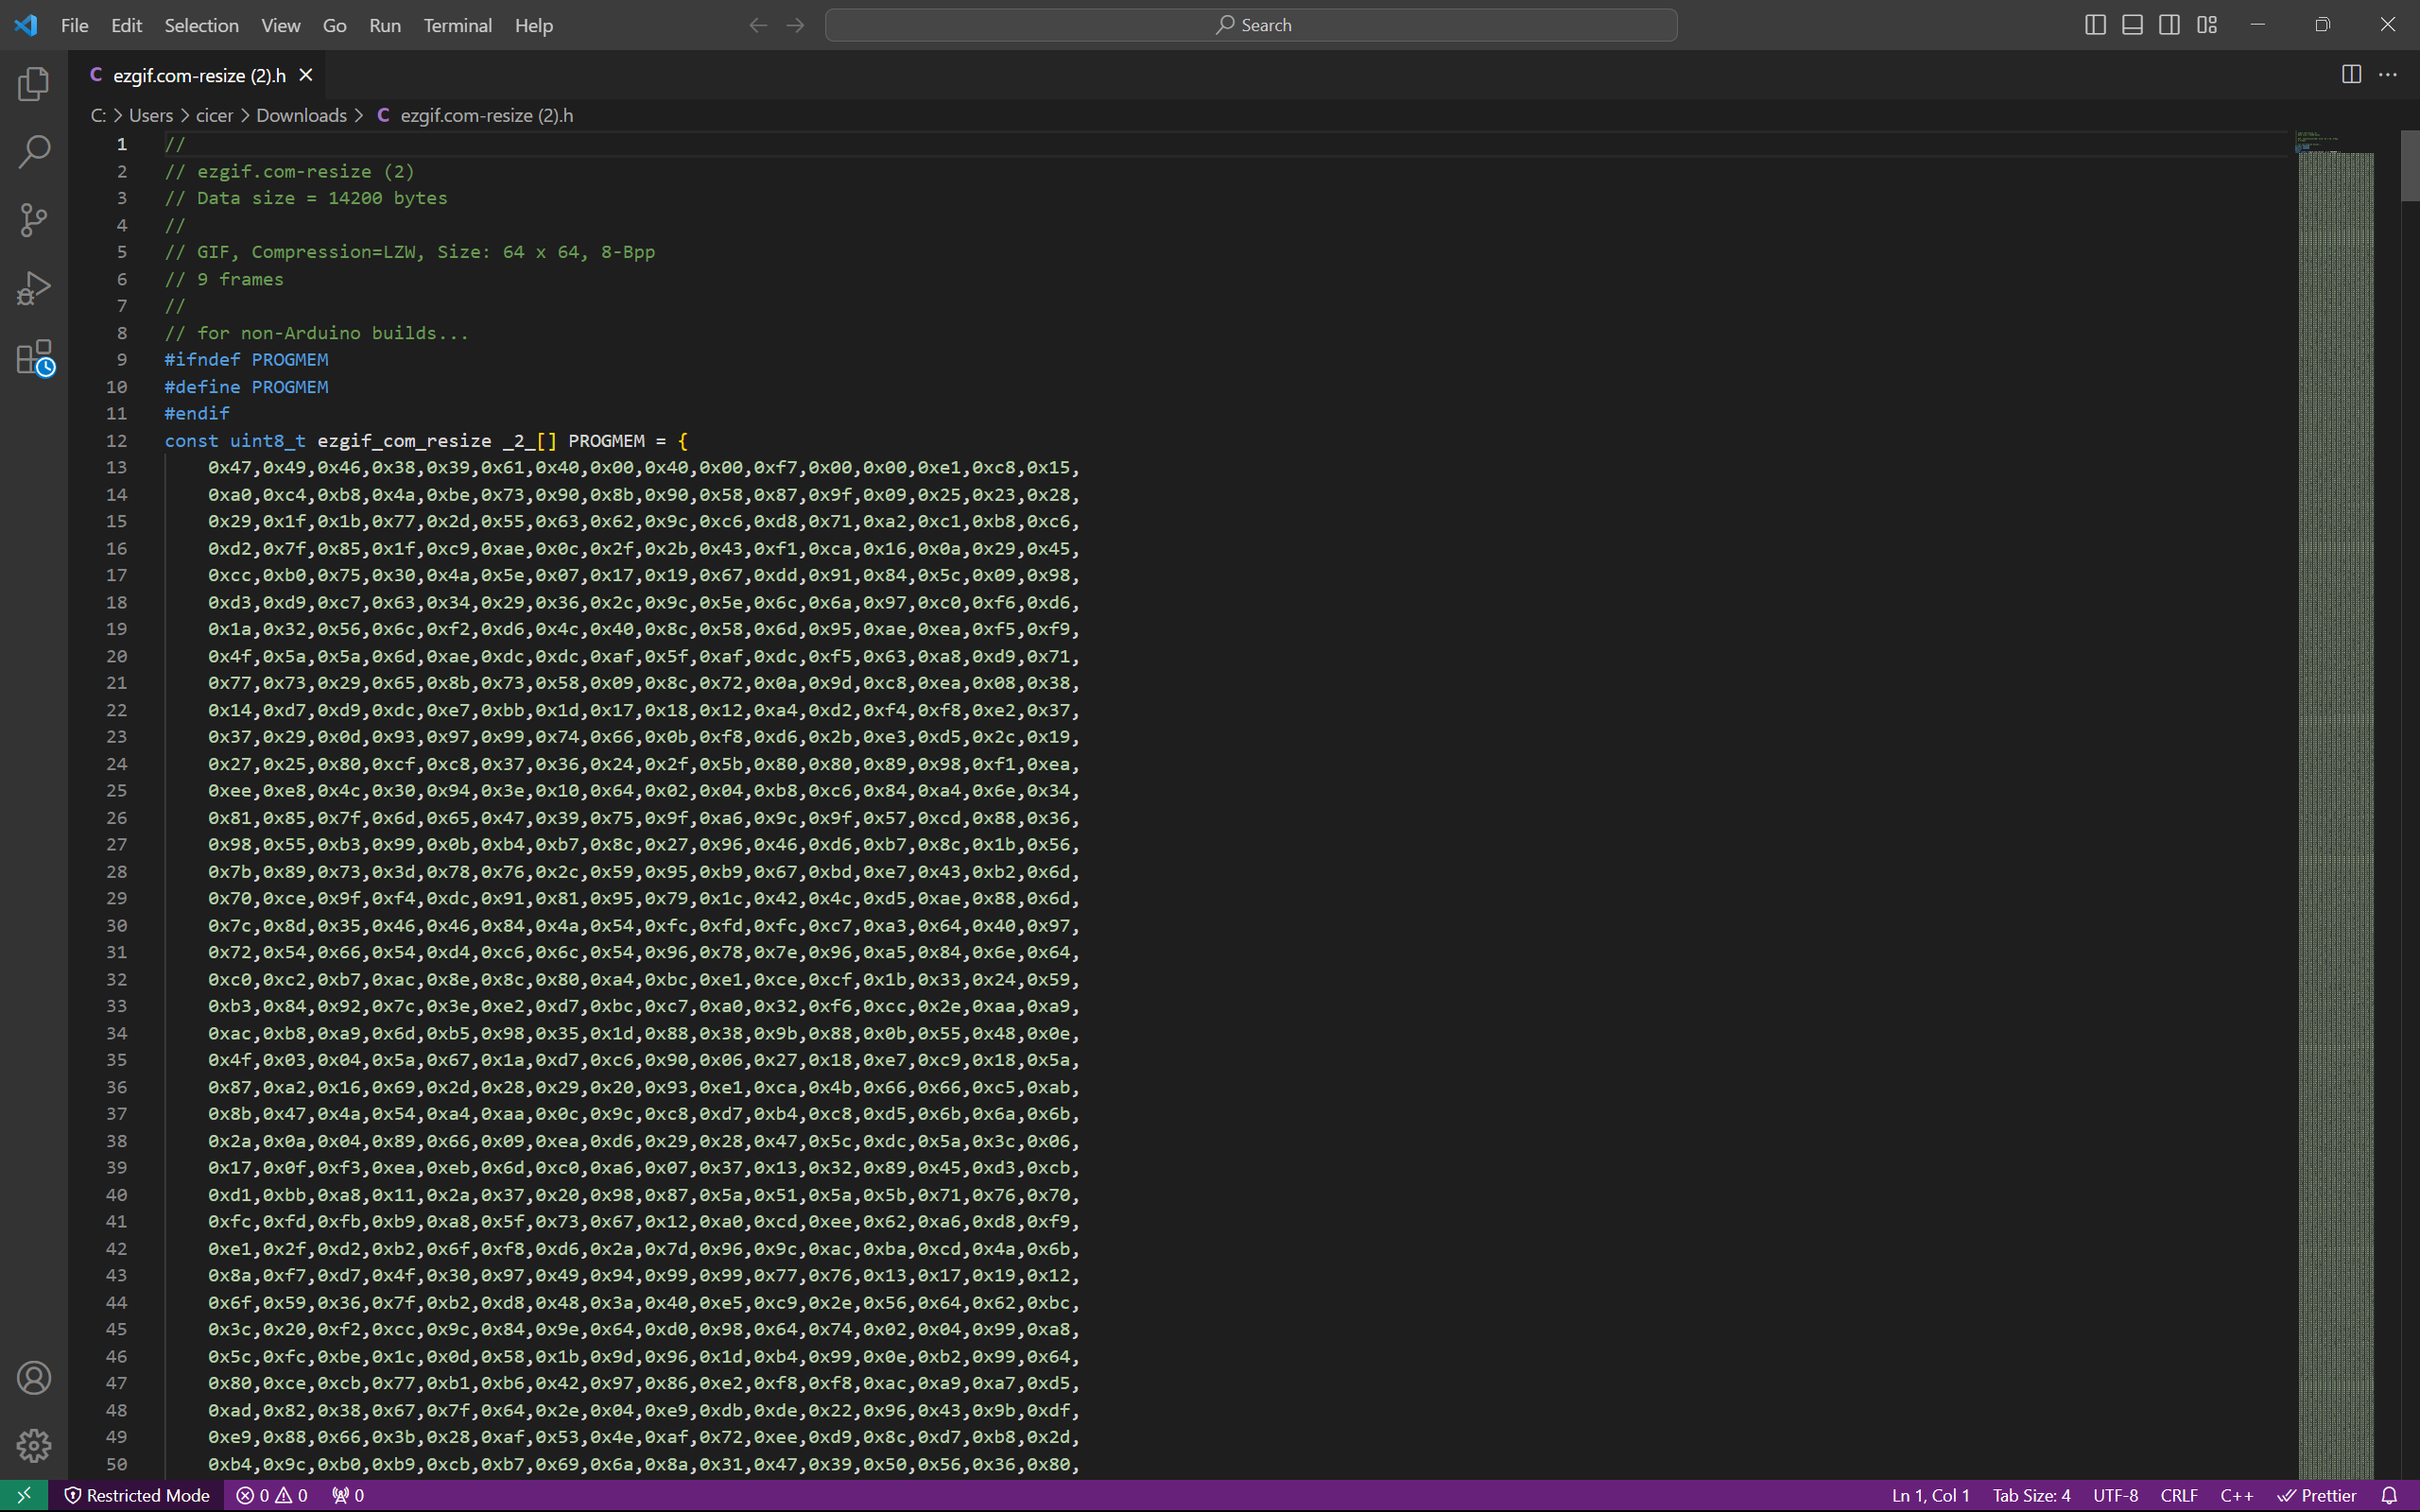 File Edit Selection View Go Run Terminal Help Search
C ezgif.com-resize (2).h
C: > Users > cicer > Downloads > C ezgif.com-resize (2).h
1 //
2 // ezgif.com-resize (2)
3 // Data size = 14200 bytes
4 //
5 // GIF, Compression=LZW, Size: 64 x 64, 8-Bpp
6 // 9 frames
7 //
8 // for non-Arduino builds...
9 #ifndef PROGMEM
10 #define PROGMEM
11 #endif
12 const uint8_t ezgif_com_resize _2_[] PROGMEM = {
13 0x47,0x49,0x46,0x38,0x39,0x61,0x40,0x00,0x40,0x00,0xf7,0x00,0x00,0xe1,0xc8,0x15,
14 0xa0,0xc4,0xb8,0x4a,0xbe,0x73,0x90,0x8b,0x90,0x58,0x87,0x9f,0x09,0x25,0x23,0x28,
15 0x29,0x1f,0x1b,0x77,0x2d,0x55,0x63,0x62,0x9c,0xc6,0xd8,0x71,0xa2,0xc1,0xb8,0xc6,
16 0xd2,0x7f,0x85,0x1f,0xc9,0xae,0x0c,0x2f,0x2b,0x43,0xf1,0xca,0x16,0x0a,0x29,0x45,
17 0xcc,0xb0,0x75,0x30,0x4a,0x5e,0x07,0x17,0x19,0x67,0xdd,0x91,0x84,0x5c,0x09,0x98,
18 0xd3,0xd9,0xc7,0x63,0x34,0x29,0x36,0x2c,0x9c,0x5e,0x6c,0x6a,0x97,0xc0,0xf6,0xd6,
19 0x1a,0x32,0x56,0x6c,0xf2,0xd6,0x4c,0x40,0x8c,0x58,0x6d,0x95,0xae,0xea,0xf5,0xf9,
20 0x4f,0x5a,0x5a,0x6d,0xae,0xdc,0xdc,0xaf,0x5f,0xaf,0xdc,0xf5,0x63,0xa8,0xd9,0x71,
21 0x77,0x73,0x29,0x65,0x8b,0x73,0x58,0x09,0x8c,0x72,0x0a,0x9d,0xc8,0xea,0x08,0x38,
22 0x14,0xd7,0xd9,0xdc,0xe7,0xbb,0x1d,0x17,0x18,0x12,0xa4,0xd2,0xf4,0xf8,0xe2,0x37,
23 0x37,0x29,0x0d,0x93,0x97,0x99,0x74,0x66,0x0b,0xf8,0xd6,0x2b,0xe3,0xd5,0x2c,0x19,
24 0x27,0x25,0x80,0xcf,0xc8,0x37,0x36,0x24,0x2f,0x5b,0x80,0x80,0x89,0x98,0xf1,0xea,
25 0xee,0xe8,0x4c,0x30,0x94,0x3e,0x10,0x64,0x02,0x04,0xb8,0xc6,0x84,0xa4,0x6e,0x34,
26 0x81,0x85,0x7f,0x6d,0x65,0x47,0x39,0x75,0x9f,0xa6,0x9c,0x9f,0x57,0xcd,0x88,0x36,
27 0x98,0x55,0xb3,0x99,0x0b,0xb4,0xb7,0x8c,0x27,0x96,0x46,0xd6,0xb7,0x8c,0x1b,0x56,
28 0x7b,0x89,0x73,0x3d,0x78,0x76,0x2c,0x59,0x95,0xb9,0x67,0xbd,0xe7,0x43,0xb2,0x6d,
29 0x70,0xce,0x9f,0xf4,0xdc,0x91,0x81,0x95,0x79,0x1c,0x42,0x4c,0xd5,0xae,0x88,0x6d,
30 0x7c,0x8d,0x35,0x46,0x46,0x84,0x4a,0x54,0xfc,0xfd,0xfc,0xc7,0xa3,0x64,0x40,0x97,
31 0x72,0x54,0x66,0x54,0xd4,0xc6,0x6c,0x54,0x96,0x78,0x7e,0x96,0xa5,0x84,0x6e,0x64,
32 0xc0,0xc2,0xb7,0xac,0x8e,0x8c,0x80,0xa4,0xbc,0xe1,0xce,0xcf,0x1b,0x33,0x24,0x59,
33 0xb3,0x84,0x92,0x7c,0x3e,0xe2,0xd7,0xbc,0xc7,0xa0,0x32,0xf6,0xcc,0x2e,0xaa,0xa9,
34 0xac,0xb8,0xa9,0x6d,0xb5,0x98,0x35,0x1d,0x88,0x38,0x9b,0x88,0x0b,0x55,0x48,0x0e,
35 0x4f,0x03,0x04,0x5a,0x67,0x1a,0xd7,0xc6,0x90,0x06,0x27,0x18,0xe7,0xc9,0x18,0x5a,
36 0x87,0xa2,0x16,0x69,0x2d,0x28,0x29,0x20,0x93,0xe1,0xca,0x4b,0x66,0x66,0xc5,0xab,
37 0x8b,0x47,0x4a,0x54,0xa4,0xaa,0x0c,0x9c,0xc8,0xd7,0xb4,0xc8,0xd5,0x6b,0x6a,0x6b,
38 0x2a,0x0a,0x04,0x89,0x66,0x09,0xea,0xd6,0x29,0x28,0x47,0x5c,0xdc,0x5a,0x3c,0x06,
39 0x17,0x0f,0xf3,0xea,0xeb,0x6d,0xc0,0xa6,0x07,0x37,0x13,0x32,0x89,0x45,0xd3,0xcb,
40 0xd1,0xbb,0xa8,0x11,0x2a,0x37,0x20,0x98,0x87,0x5a,0x51,0x5a,0x5b,0x71,0x76,0x70,
41 0xfc,0xfd,0xfb,0xb9,0xa8,0x5f,0x73,0x67,0x12,0xa0,0xcd,0xee,0x62,0xa6,0xd8,0xf9,
42 0xe1,0x2f,0xd2,0xb2,0x6f,0xf8,0xd6,0x2a,0x7d,0x96,0x9c,0xac,0xba,0xcd,0x4a,0x6b,
43 0x8a,0xf7,0xd7,0x4f,0x30,0x97,0x49,0x94,0x99,0x99,0x77,0x76,0x13,0x17,0x19,0x12,
44 0x6f,0x59,0x36,0x7f,0xb2,0xd8,0x48,0x3a,0x40,0xe5,0xc9,0x2e,0x56,0x64,0x62,0xbc,
45 0x3c,0x20,0xf2,0xcc,0x9c,0x84,0x9e,0x64,0xd0,0x98,0x64,0x74,0x02,0x04,0x99,0xa8,
46 0x5c,0xfc,0xbe,0x1c,0x0d,0x58,0x1b,0x9d,0x96,0x1d,0xb4,0x99,0x0e,0xb2,0x99,0x64,
47 0x80,0xce,0xcb,0x77,0xb1,0xb6,0x42,0x97,0x86,0xe2,0xf8,0xf8,0xac,0xa9,0xa7,0xd5,
48 0xad,0x82,0x38,0x67,0x7f,0x64,0x2e,0x04,0xe9,0xdb,0xde,0x22,0x96,0x43,0x9b,0xdf,
49 0xe9,0x88,0x66,0x3b,0x28,0xaf,0x53,0x4e,0xaf,0x72,0xee,0xd9,0x8c,0xd7,0xb8,0x2d,
50 0xb4,0x9c,0xb0,0xb9,0xcb,0xb7,0x69,0x6a,0x8a,0x31,0x47,0x39,0x50,0x56,0x36,0x80,
Restricted Mode 0 0 0 Ln 1, Col 1 Tab Size: 4 UTF-8 CRLF C++ Prettier